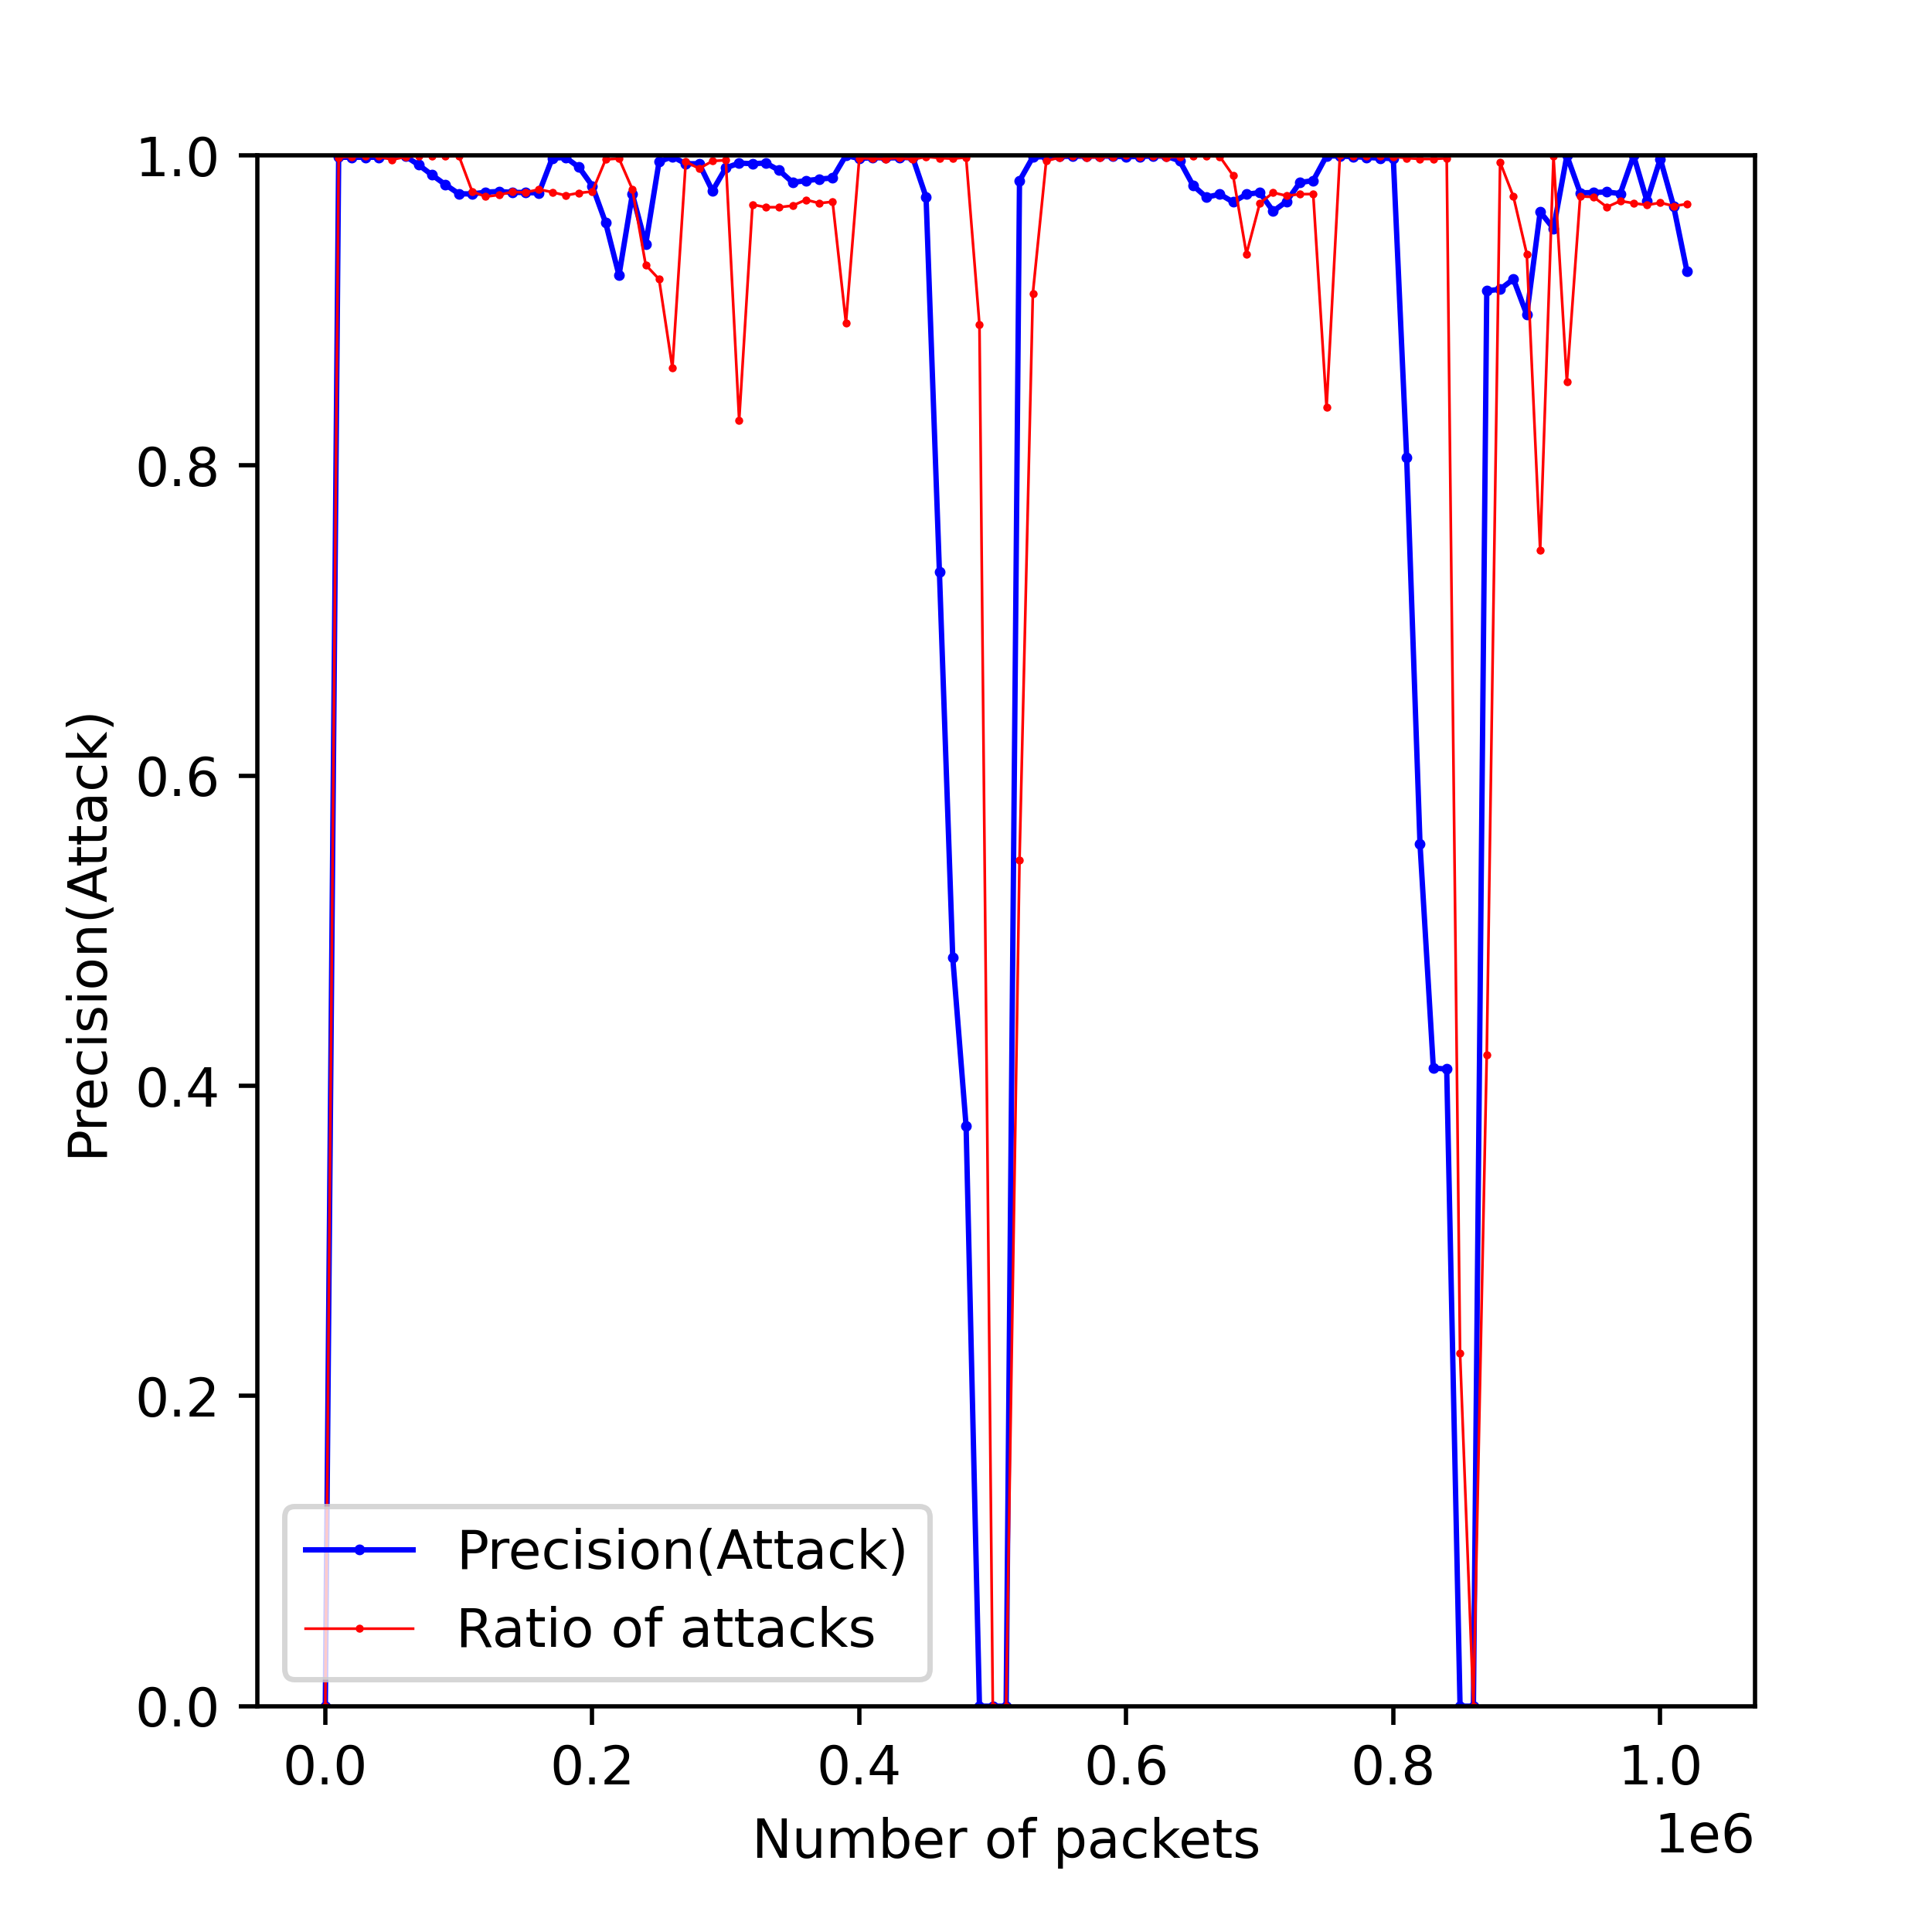 1.0
0.8
0.6
0.4
0.2
0.0
Precision(Attack)
Precision(Attack)
Ratio of attacks
0.0 0.2 0.4 0.6 0.8 1.0
1e6
Number of packets